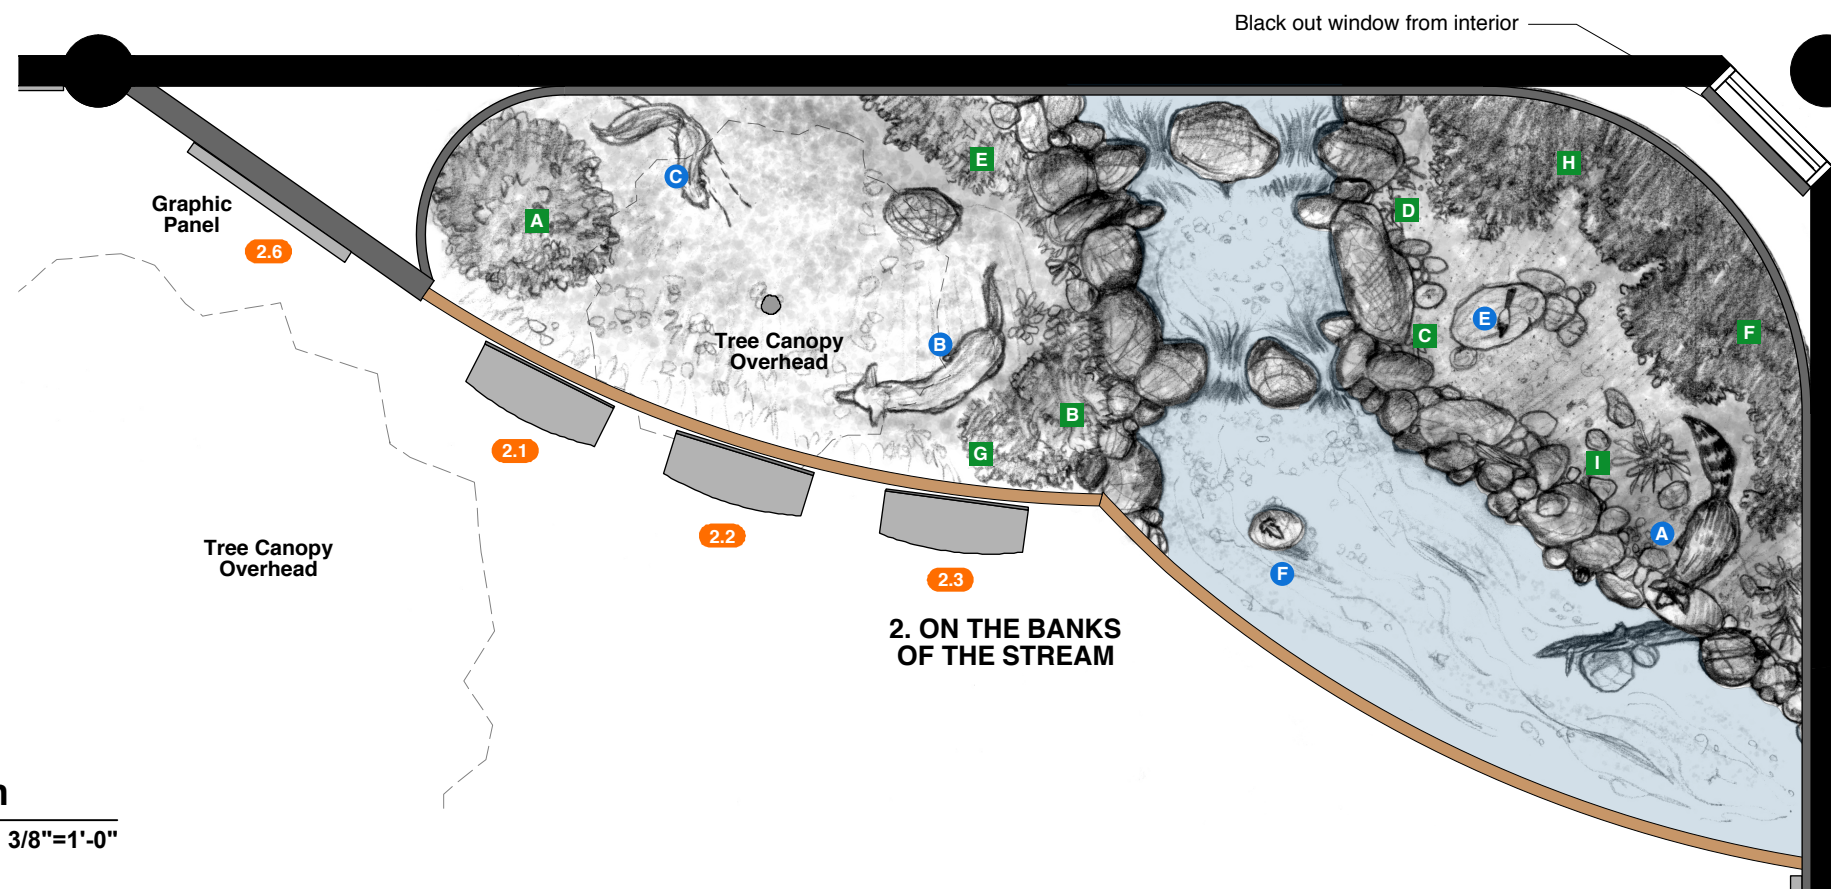 Black out window from interior
E
H
C
A
D
Graphic
Panel
2.6
E
F
Tree Canopy
Overhead
B
C
B
G
I
2.1
2.2
A
Tree Canopy
Overhead
2.3
F
2. ON THE BANKS
OF THE STREAM
n
3/8"=1'-0"